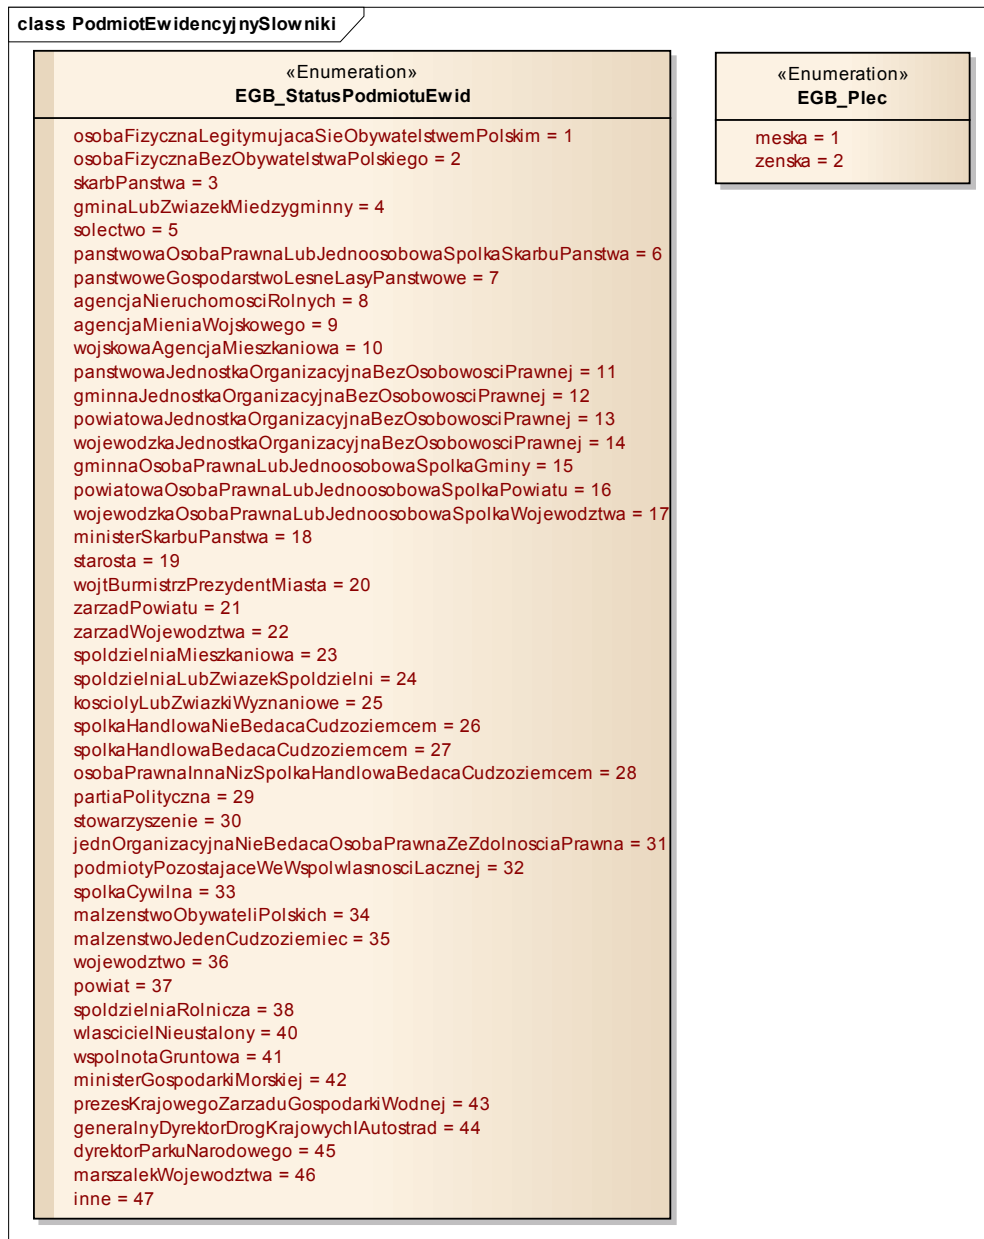 class PodmiotEwidencyjnySlowniki
«Enumeration»
EGB_StatusPodmiotuEwid
osobaFizycznaLegitymujacaSieObywatelstwemPolskim = 1
osobaFizycznaBezObywatelstwaPolskiego = 2
skarbPanstwa = 3
gminaLubZwiazekMiedzygminny = 4
solectwo = 5
panstwowaOsobaPrawnaLubJednoosobowaSpolkaSkarbuPanstwa = 6
panstwoweGospodarstwoLesneLasyPanstwowe = 7
agencjaNieruchomosciRolnych = 8
agencjaMieniaWojskowego = 9
wojskowaAgencjaMieszkaniowa = 10
panstwowaJednostkaOrganizacyjnaBezOsobowosciPrawnej = 11
gminnaJednostkaOrganizacyjnaBezOsobowosciPrawnej = 12
powiatowaJednostkaOrganizacyjnaBezOsobowosciPrawnej = 13
wojewodzkaJednostkaOrganizacyjnaBezOsobowosciPrawnej = 14
gminnaOsobaPrawnaLubJednoosobowaSpolkaGminy = 15
powiatowaOsobaPrawnaLubJednoosobowaSpolkaPowiatu = 16
wojewodzkaOsobaPrawnaLubJednoosobowaSpolkaWojewodztwa = 17
ministerSkarbuPanstwa = 18
starosta = 19
wojtBurmistrzPrezydentMiasta = 20
zarzadPowiatu = 21
zarzadWojewodztwa = 22
spoldzielniaMieszkaniowa = 23
spoldzielniaLubZwiazekSpoldzielni = 24
kosciolyLubZwiazkiWyznaniowe = 25
spolkaHandlowaNieBedacaCudzoziemcem = 26
spolkaHandlowaBedacaCudzoziemcem = 27
osobaPrawnaInnaNizSpolkaHandlowaBedacaCudzoziemcem = 28
partiaPolityczna = 29
stowarzyszenie = 30
jednOrganizacyjnaNieBedacaOsobaPrawnaZeZdolnosciaPrawna = 31
podmiotyPozostajaceWeWspolwlasnosciLacznej = 32
spolkaCywilna = 33
malzenstwoObywateliPolskich = 34
malzenstwoJedenCudzoziemiec = 35
wojewodztwo = 36
powiat = 37
spoldzielniaRolnicza = 38
wlascicielNieustalony = 40
wspolnotaGruntowa = 41
ministerGospodarkiMorskiej = 42
prezesKrajowegoZarzaduGospodarkiWodnej = 43
generalnyDyrektorDrogKrajowychIAutostrad = 44
dyrektorParkuNarodowego = 45
marszalekWojewodztwa = 46
inne = 47
«Enumeration»
EGB_Plec
meska = 1
zenska = 2